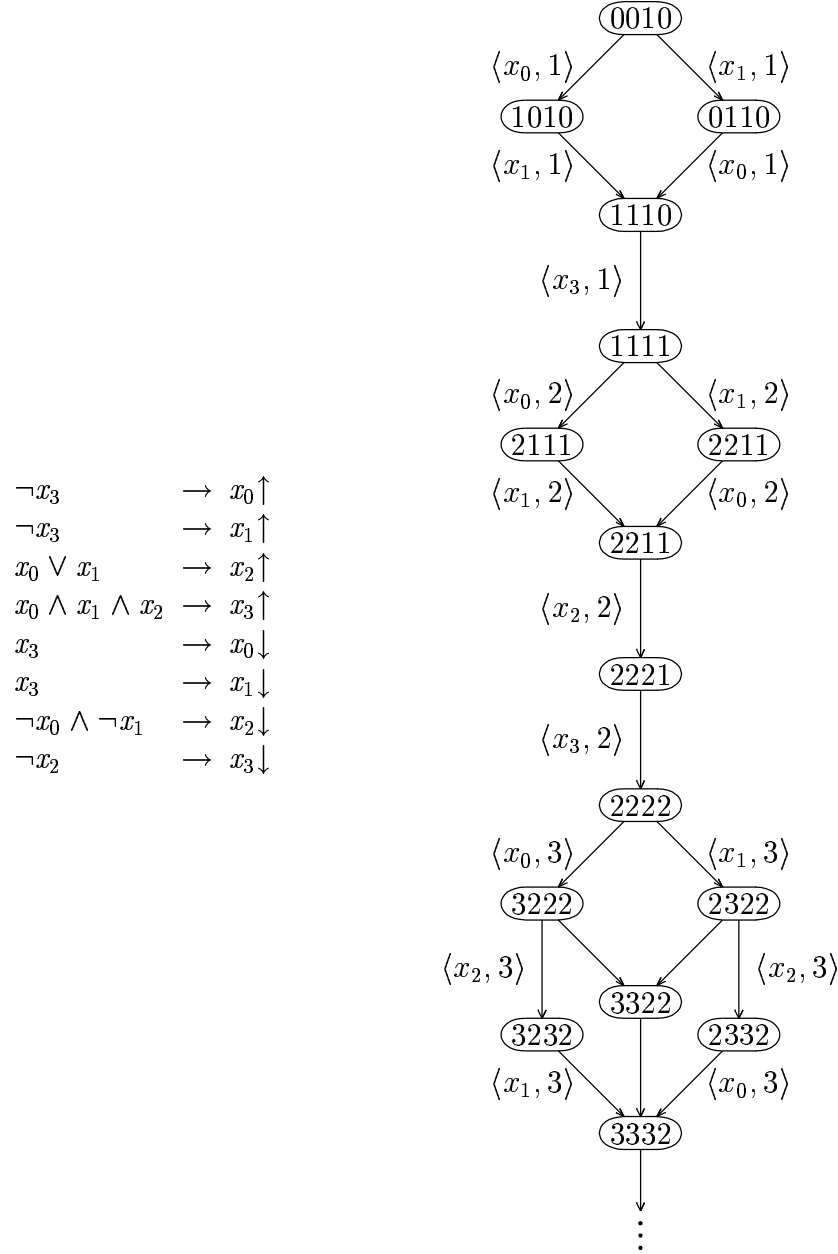 ¬x₃ → x₀↑
¬x₃ → x₁↑
x₀ ∨ x₁ → x₂↑
x₀ ∧ x₁ ∧ x₂ → x₃↑
x₃ → x₀↓
x₃ → x₁↓
¬x₀ ∧ ¬x₁ → x₂↓
¬x₂ → x₃↓
0010
⟨x₀, 1⟩ ⟨x₁, 1⟩
1010 0110
⟨x₁, 1⟩ ⟨x₀, 1⟩
1110
⟨x₃, 1⟩
1111
⟨x₀, 2⟩ ⟨x₁, 2⟩
2111 2211
⟨x₁, 2⟩ ⟨x₀, 2⟩
2211
⟨x₂, 2⟩
2221
⟨x₃, 2⟩
2222
⟨x₀, 3⟩ ⟨x₁, 3⟩
3222 2322
⟨x₂, 3⟩ ⟨x₂, 3⟩
3322
3232 2332
⟨x₁, 3⟩ ⟨x₀, 3⟩
3332
⋮